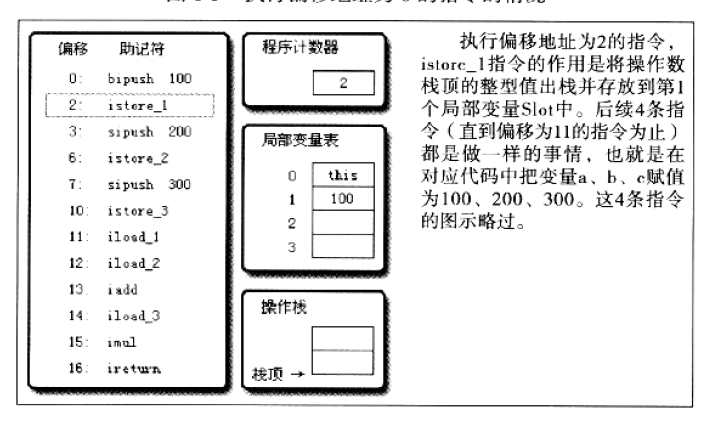 偏移 助记符
0: bipush 100
2: istore_1
3: sipush 200
6: istore_2
7: sipush 300
10: istore_3
11: iload_1
12: iload_2
13: iadd
14: iload_3
15: imul
16: ireturn
程序计数器
2
局部变量表
0 this
1 100
2
3
操作栈
栈顶 →
执行偏移地址为2的指令，
istore_1指令的作用是将操作数
栈顶的整型值出栈并存放到第1
个局部变量Slot中。后续4条指
令（直到偏移为11的指令为止）
都是做一样的事情，也就是在
对应代码中把变量a、b、c赋值
为100、200、300。这4条指令
的图示略过。